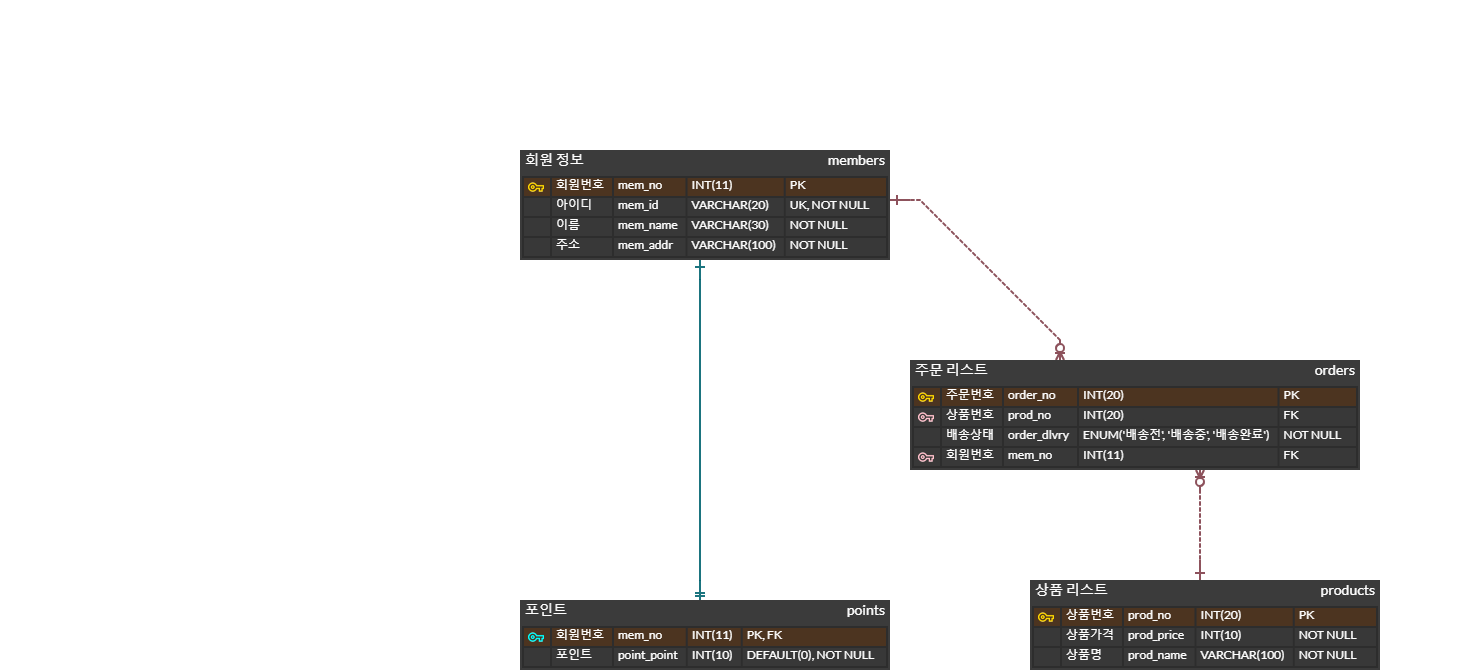 회원 정보 members
회원번호 mem_no INT(11) PK
아이디 mem_id VARCHAR(20) UK, NOT NULL
이름 mem_name VARCHAR(30) NOT NULL
주소 mem_addr VARCHAR(100) NOT NULL
주문 리스트 orders
주문번호 order_no INT(20) PK
상품번호 prod_no INT(20) FK
배송상태 order_dlvry ENUM('배송전', '배송중', '배송완료') NOT NULL
회원번호 mem_no INT(11) FK
포인트 points
회원번호 mem_no INT(11) PK, FK
포인트 point_point INT(10) DEFAULT(0), NOT NULL
상품 리스트 products
상품번호 prod_no INT(20) PK
상품가격 prod_price INT(10) NOT NULL
상품명 prod_name VARCHAR(100) NOT NULL